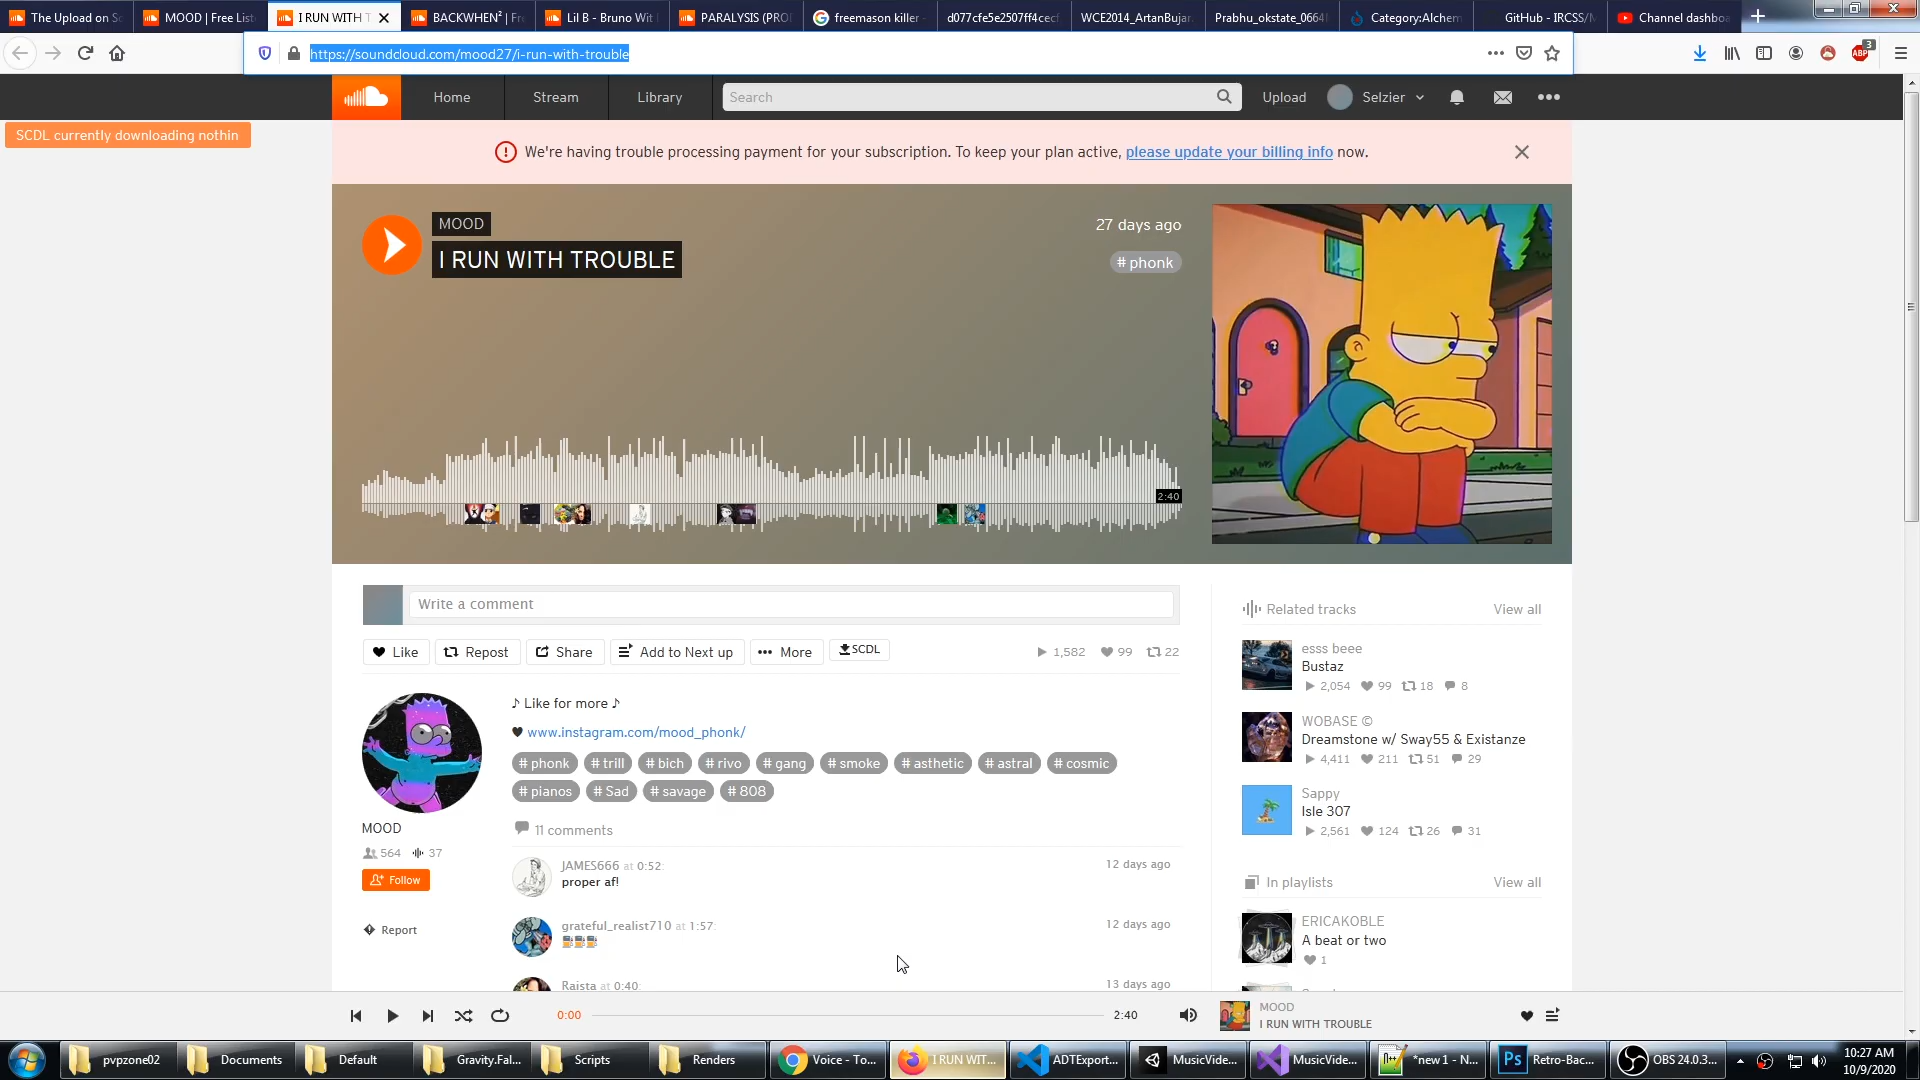 The Upload on Sc
MOOD | Free List
I RUN WITH T
BACKWHEN² | Fr
Lil B - Bruno Wit
PARALYSIS (PRO
freemason killer -
d077cfe5e2507ff4cecf
WCE2014_ArtanBujar
Prabhu_okstate_0664
Category:Alchem
GitHub - IRCSS/M
Channel dashboa
https://soundcloud.com/mood27/i-run-with-trouble
ABP 3
Home
Stream
Library
Search
Upload
Selzier
SCDL currently downloading nothin
We're having trouble processing payment for your subscription. To keep your plan active, please update your billing info now.
MOOD
I RUN WITH TROUBLE
27 days ago
# phonk
2:40
Write a comment
Like
Repost
Share
Add to Next up
More
SCDL
1,582
99
22
MOOD
564
37
Follow
Report
♪ Like for more ♪
www.instagram.com/mood_phonk/
# phonk # trill # bich # rivo # gang # smoke # asthetic # astral # cosmic
# pianos # Sad # savage # 808
11 comments
JAMES666 at 0:52:
12 days ago
proper af!
grateful_realist710 at 1:57:
12 days ago
Raista at 0:40:
13 days ago
Related tracks
View all
esss beee
Bustaz
2,054 99 18 8
WOBASE ©
Dreamstone w/ Sway55 & Existanze
4,411 211 51 29
Sappy
Isle 307
2,561 124 26 31
In playlists
View all
ERICAKOBLE
A beat or two
1
0:00
2:40
MOOD
I RUN WITH TROUBLE
pvpzone02
Documents
Default
Gravity.Fal...
Scripts
Renders
Voice - To...
I RUN WIT...
ADTExport...
MusicVide...
MusicVide...
*new 1 - N...
Ps
Retro-Bac...
OBS 24.0.3...
10:27 AM
10/9/2020